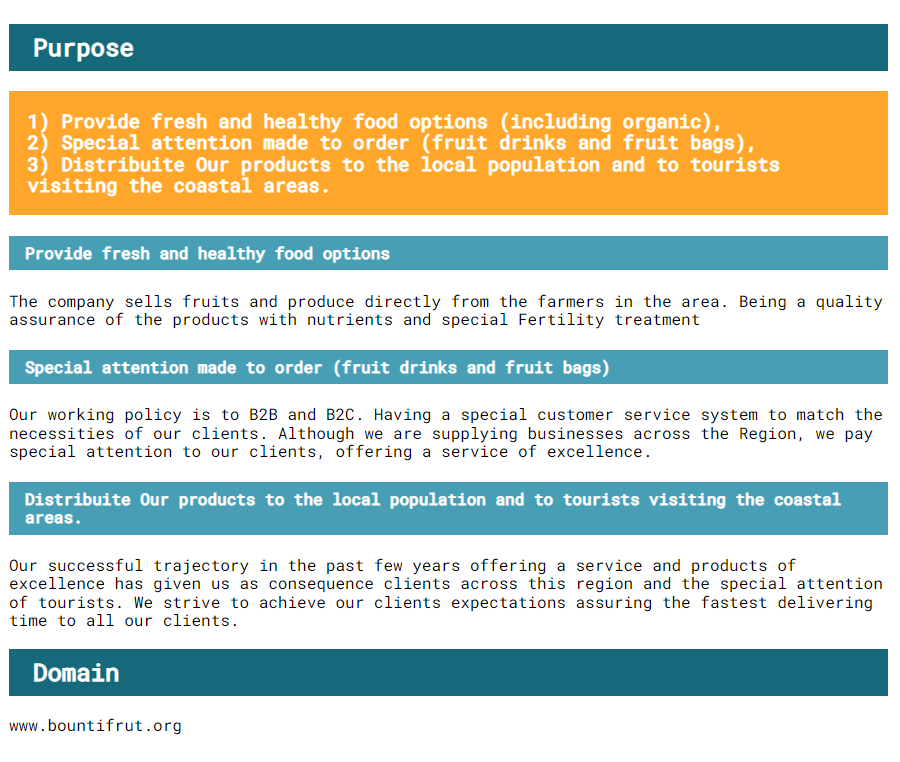 Purpose
1) Provide fresh and healthy food options (including organic),
2) Special attention made to order (fruit drinks and fruit bags),
3) Distribuite Our products to the local population and to tourists
visiting the coastal areas.
Provide fresh and healthy food options
The company sells fruits and produce directly from the farmers in the area. Being a quality
assurance of the products with nutrients and special Fertility treatment
Special attention made to order (fruit drinks and fruit bags)
Our working policy is to B2B and B2C. Having a special customer service system to match the
necessities of our clients. Although we are supplying businesses across the Region, we pay
special attention to our clients, offering a service of excellence.
Distribuite Our products to the local population and to tourists visiting the coastal
areas.
Our successful trajectory in the past few years offering a service and products of
excellence has given us as consequence clients across this region and the special attention
of tourists. We strive to achieve our clients expectations assuring the fastest delivering
time to all our clients.
Domain
www.bountifrut.org